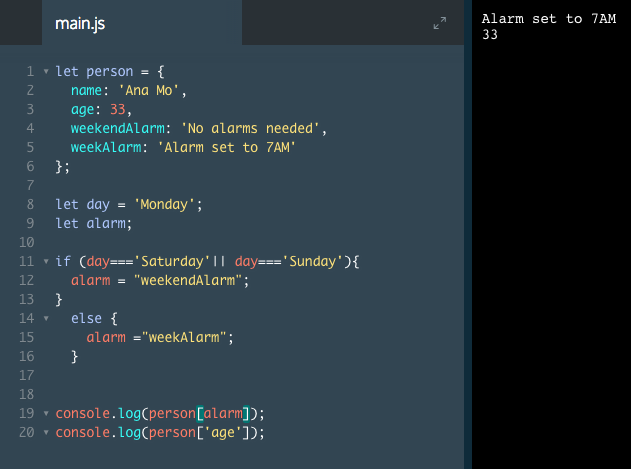 main.js
1 let person = {
2 name: 'Ana Mo',
3 age: 33,
4 weekendAlarm: 'No alarms needed',
5 weekAlarm: 'Alarm set to 7AM'
6 };
7
8 let day = 'Monday';
9 let alarm;
10
11 if (day==='Saturday'|| day==='Sunday'){
12 alarm = "weekendAlarm";
13 }
14 else {
15 alarm ="weekAlarm";
16 }
17
18
19 console.log(person[alarm]);
20 console.log(person['age']);
Alarm set to 7AM
33